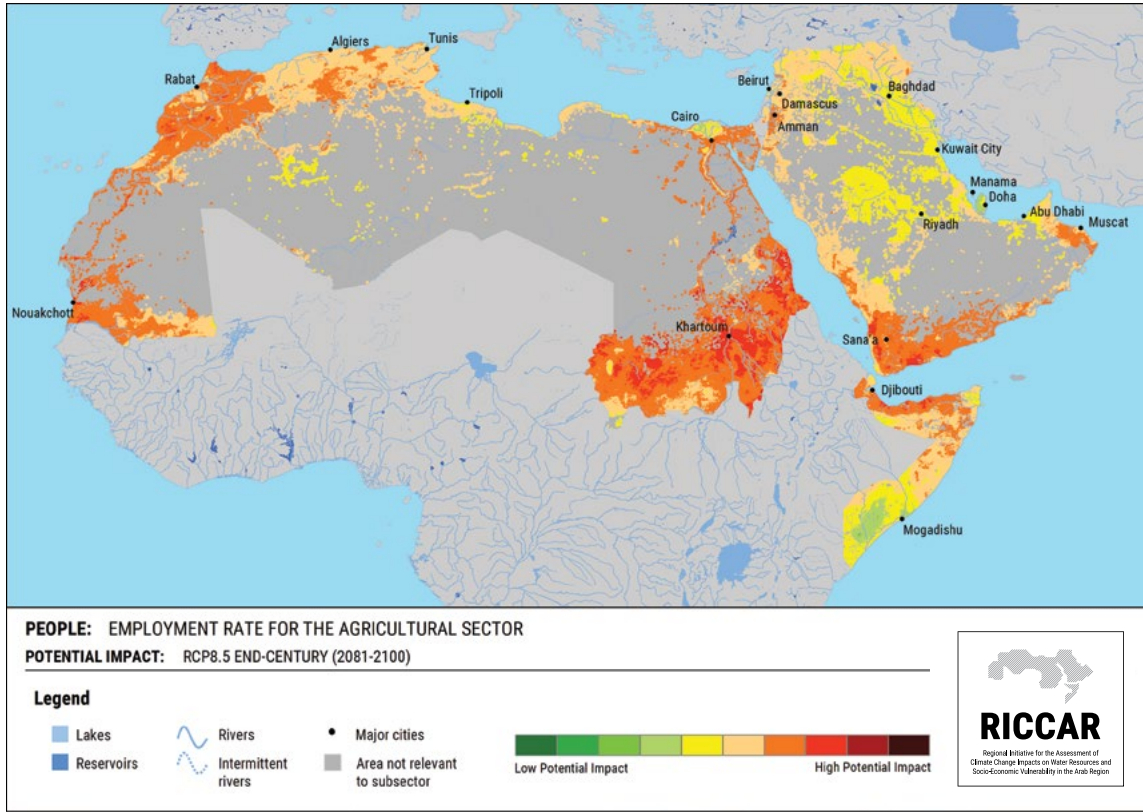 Algiers
Tunis
Rabat
Tripoli
Beirut
Baghdad
Damascus
Cairo
Amman
Kuwait City
Manama
Doha
Abu Dhabi
Riyadh
Muscat
Nouakchott
Khartoum
Sana'a
Djibouti
Mogadishu
PEOPLE: EMPLOYMENT RATE FOR THE AGRICULTURAL SECTOR
POTENTIAL IMPACT: RCP8.5 END-CENTURY (2081-2100)
Legend
Lakes
Rivers
Major cities
Reservoirs
Intermittent
rivers
Area not relevant
to subsector
Low Potential Impact
High Potential Impact
RICCAR
Regional Initiative for the Assessment of
Climate Change Impacts on Water Resources and
Socio-Economic Vulnerability in the Arab Region